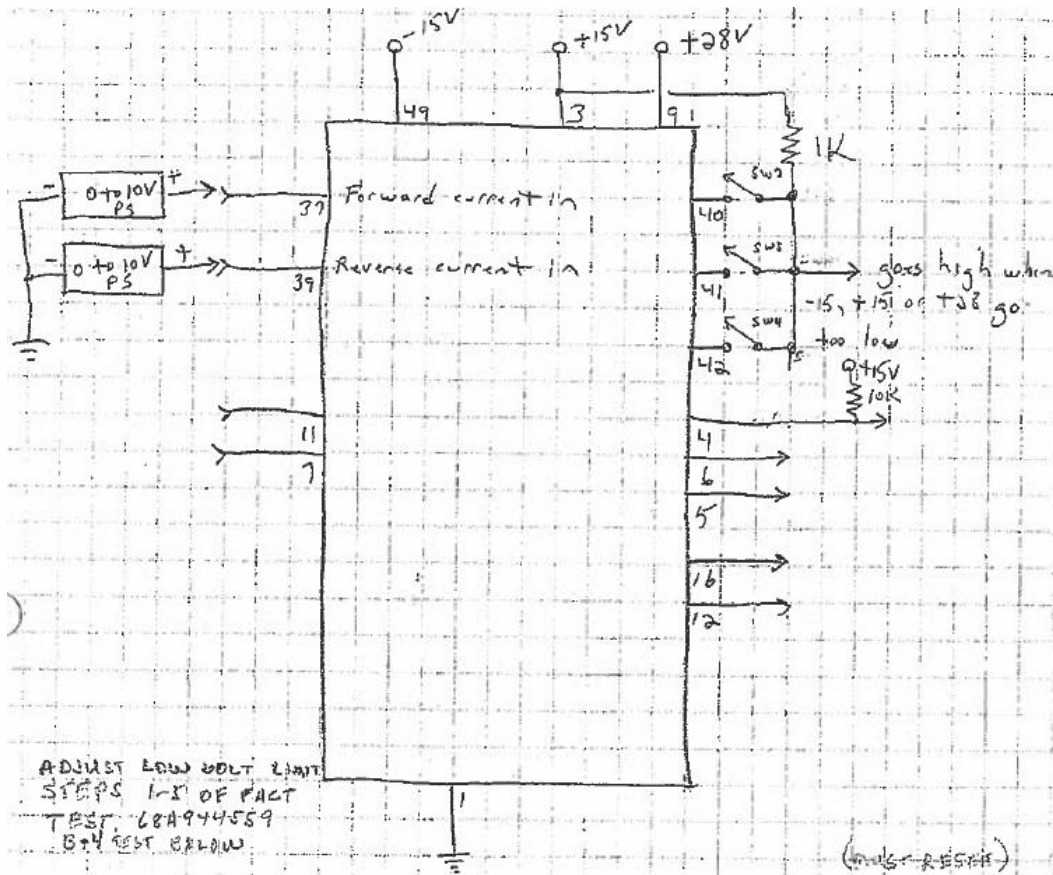 -15V
+15V
+28V
49
3
9
1K
- 0 to 10V +
PS
37
Forward current in
40
SW2
- 0 to 10V +
PS
39
Reverse current in
41
SW3
goes high when
-15, +15 or +28 go
too low
42
SW4
+15V
10K
11
4
7
6
5
16
12
ADJUST LOW VOLT LIMIT
STEPS 1-5 OF FACT
TEST 68A944559
TEST BELOW
1
RESET)